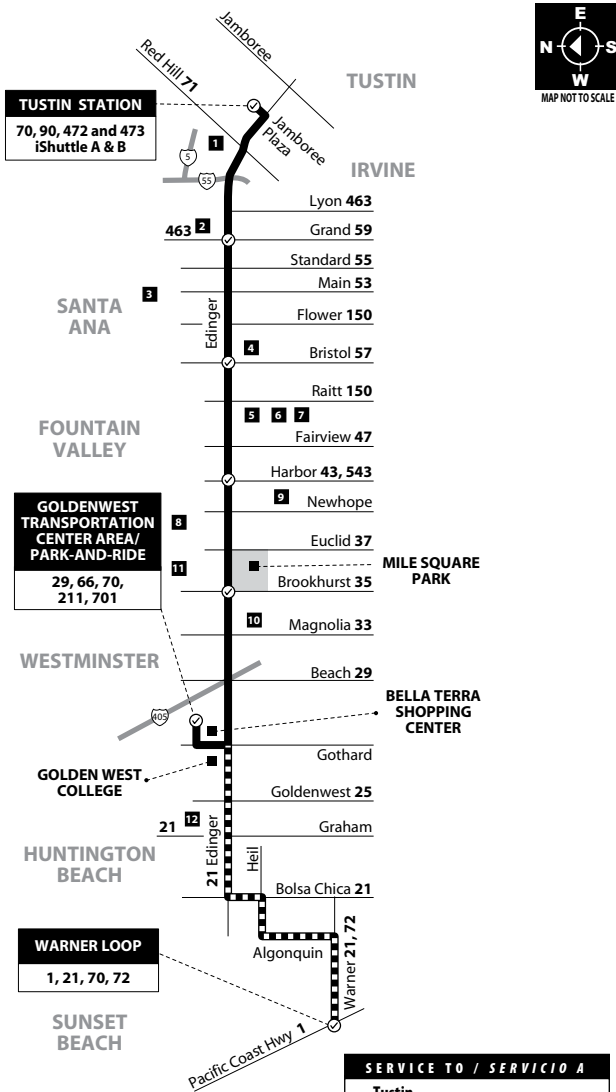 E
N S
W
MAP NOT TO SCALE
Jamboree
Red Hill 71
TUSTIN
TUSTIN STATION
70, 90, 472 and 473
iShuttle A & B
Jamboree
Plaza
1
5
55
IRVINE
Lyon 463
463 2
Grand 59
Standard 55
3
Main 53
SANTA
ANA
Edinger
Flower 150
4
Bristol 57
Raitt 150
5 6 7
FOUNTAIN
VALLEY
Fairview 47
Harbor 43, 543
9
Newhope
GOLDENWEST
TRANSPORTATION
CENTER AREA/
PARK-AND-RIDE
29, 66, 70,
211, 701
8
Euclid 37
11
MILE SQUARE
PARK
Brookhurst 35
10
Magnolia 33
WESTMINSTER
Beach 29
405
BELLA TERRA
SHOPPING
CENTER
Gothard
GOLDEN WEST
COLLEGE
Goldenwest 25
21 12
Graham
21 Edinger
Heil
HUNTINGTON
BEACH
Bolsa Chica 21
WARNER LOOP
1, 21, 70, 72
Algonquin
Warner 21, 72
SUNSET
BEACH
Pacific Coast Hwy 1
SERVICE TO / SERVICIO A
Tustin